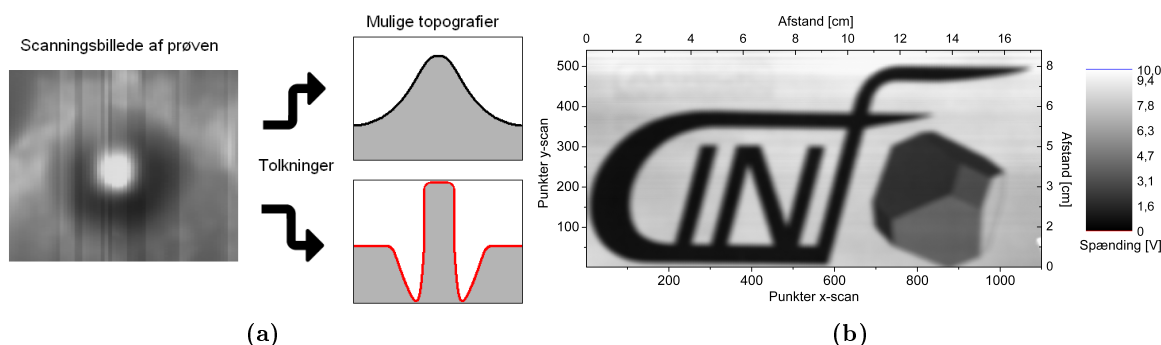 Scanningsbillede af prøven
Mulige topografier
Tolkninger
(a)
Afstand [cm]
0 2 4 6 8 10 12 14 16
500
400
300
200
100
Punkter y-scan
CINF
8
6
5
3
2
0
Afstand [cm]
200 400 600 800 1000
Punkter x-scan
10,0
9,4
7,8
6,3
4,7
3,1
1,6
0
Spænding [V]
(b)